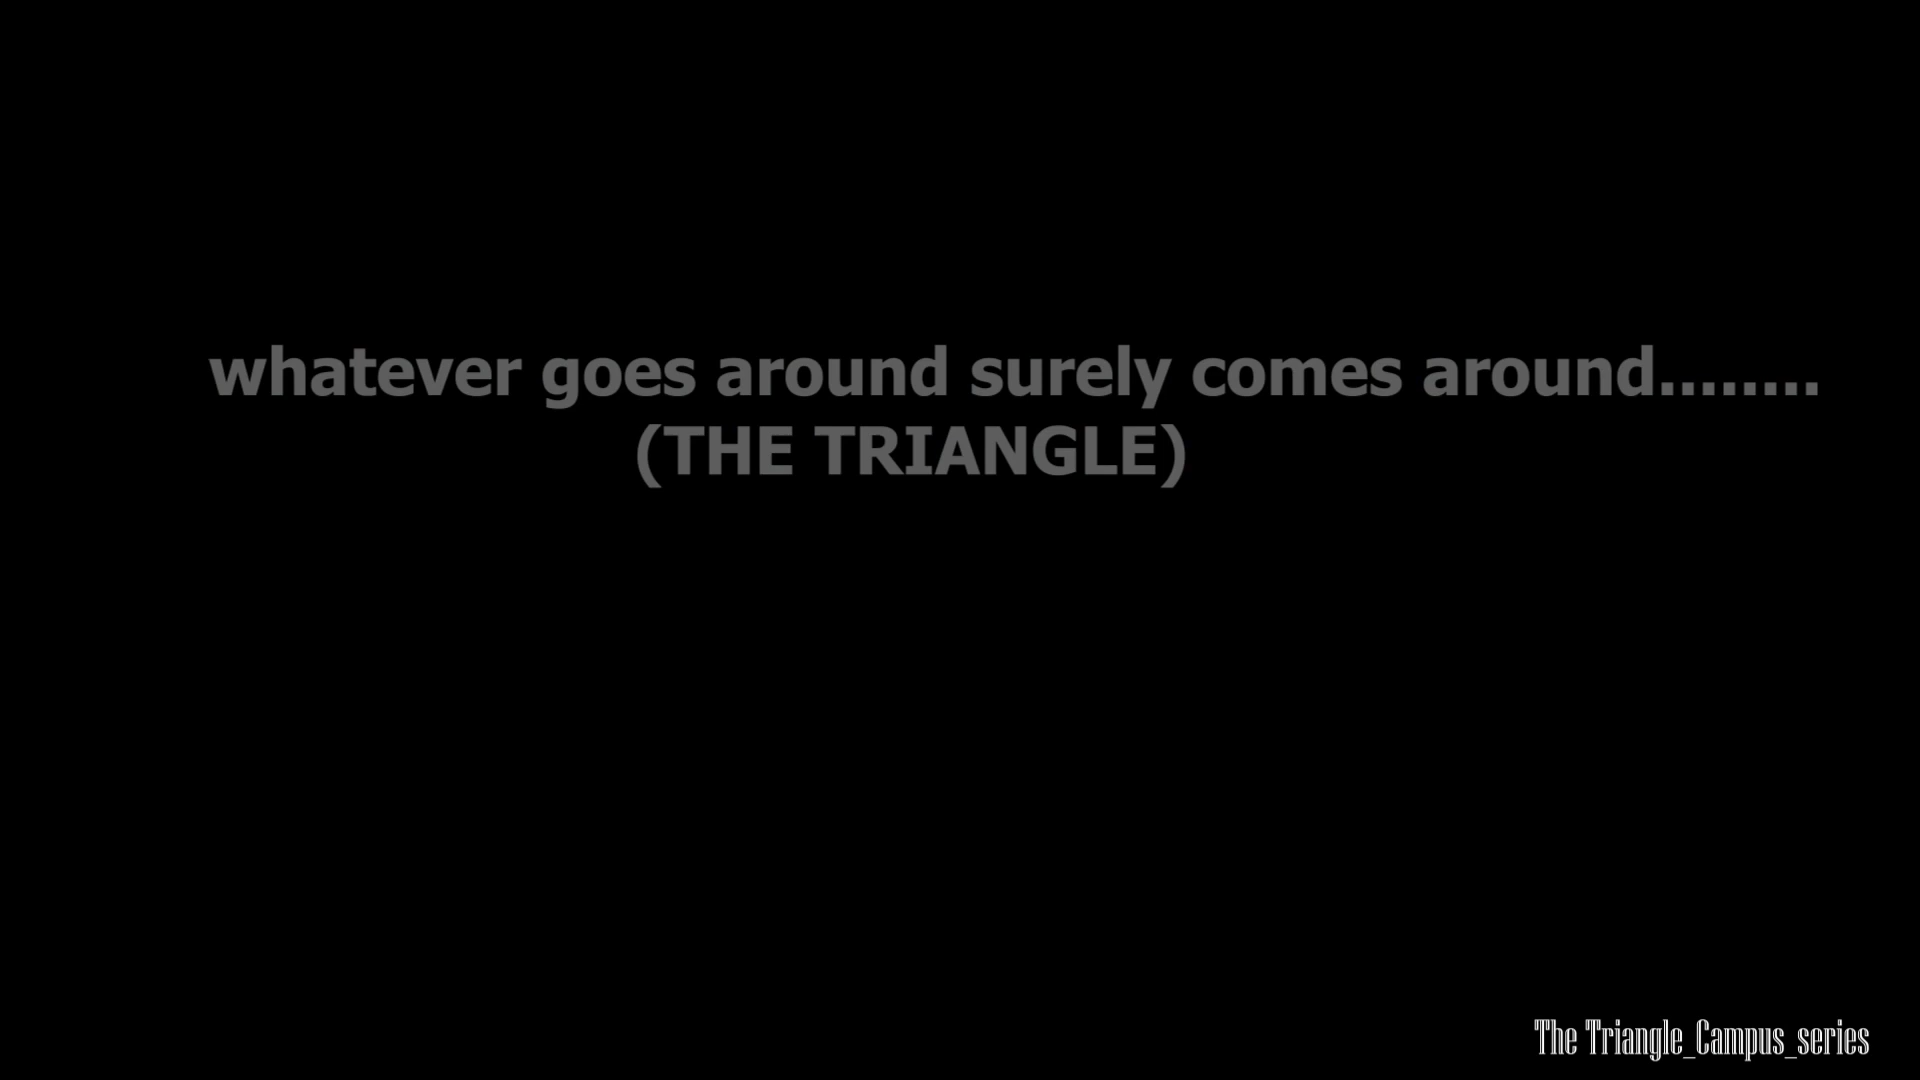 whatever goes around surely comes around........
(THE TRIANGLE)
The Triangle_Campus_series